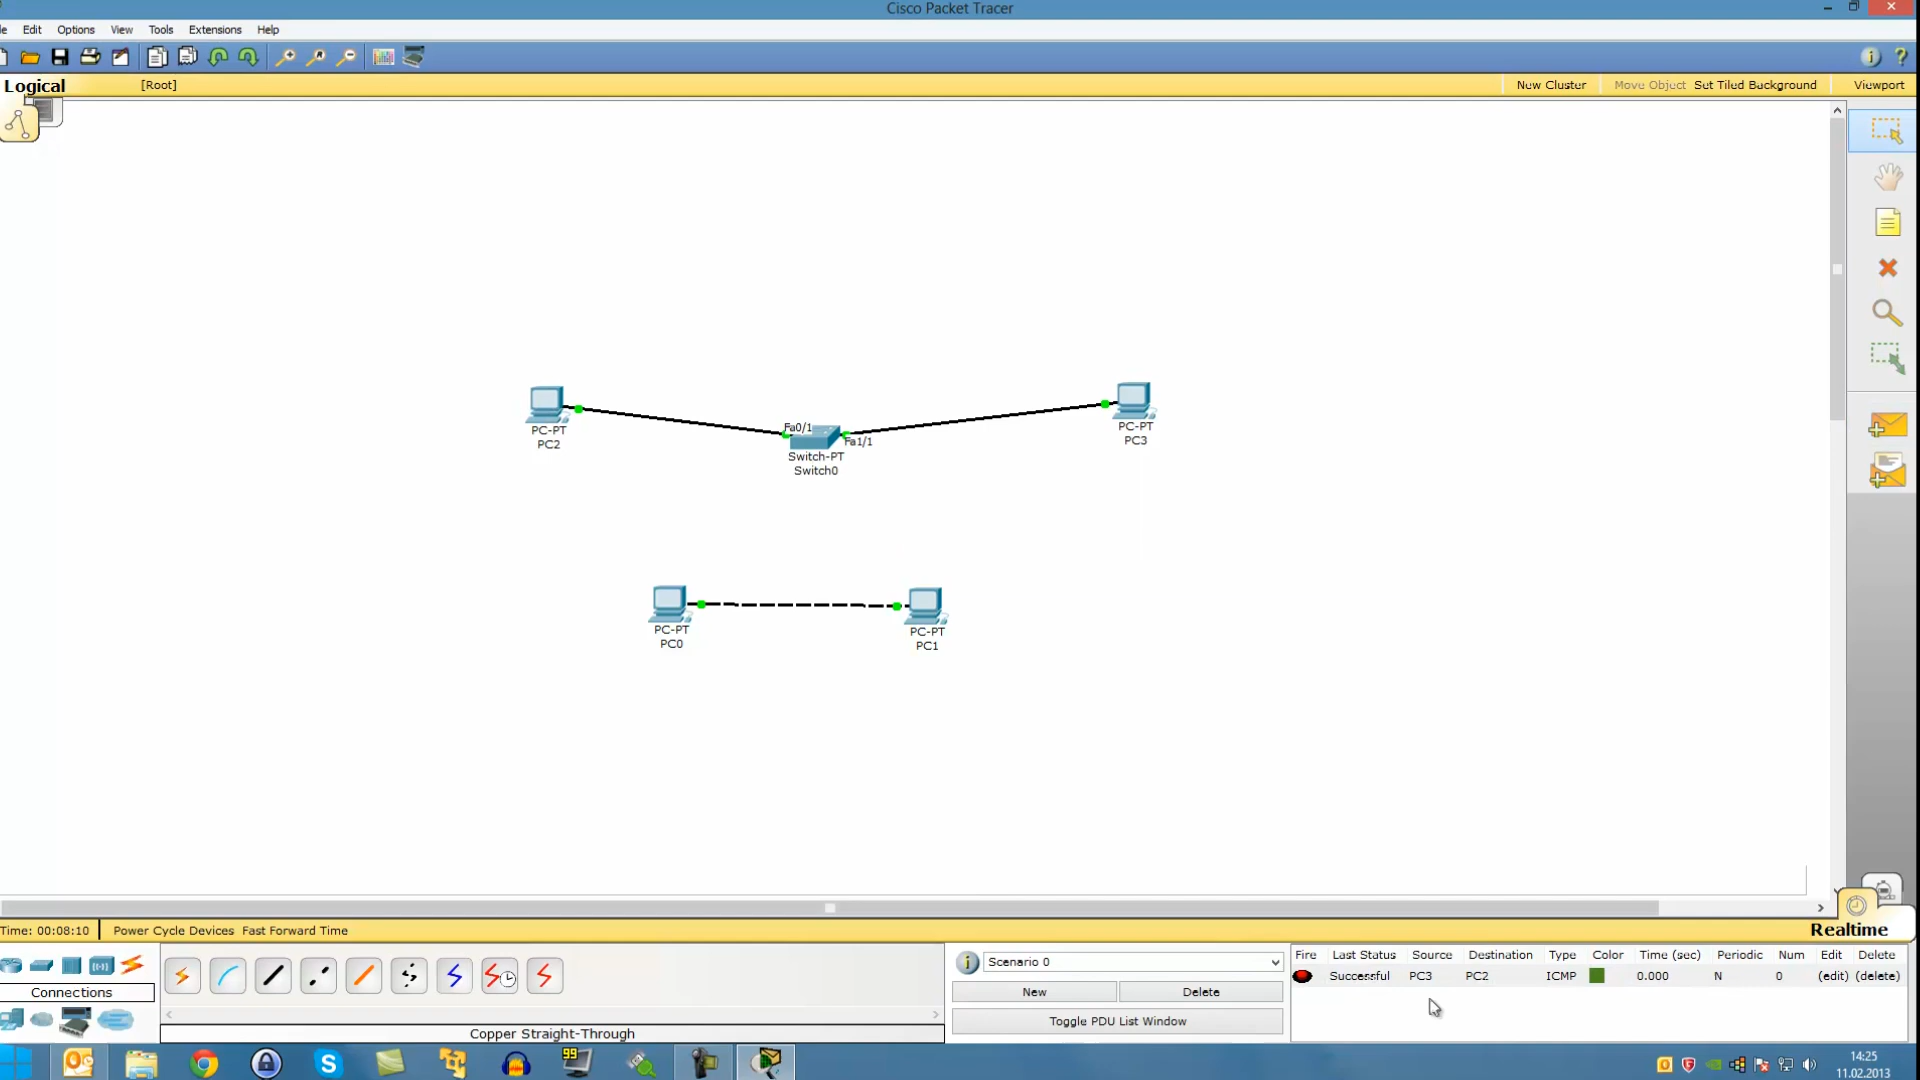 Cisco Packet Tracer
Edit Options View Tools Extensions Help
Logical [Root] New Cluster Move Object Set Tiled Background Viewport
PC-PT
PC2
PC-PT
PC3
Fa0/1
Fa1/1
Switch-PT
Switch0
PC-PT
PC0
PC-PT
PC1
Time: 00:08:10 Power Cycle Devices Fast Forward Time Realtime
Connections
Copper Straight-Through
Scenario 0
New Delete
Toggle PDU List Window
Fire Last Status Source Destination Type Color Time (sec) Periodic Num Edit Delete
Successful PC3 PC2 ICMP 0.000 N 0 (edit) (delete)
99
14:25
11.02.2013